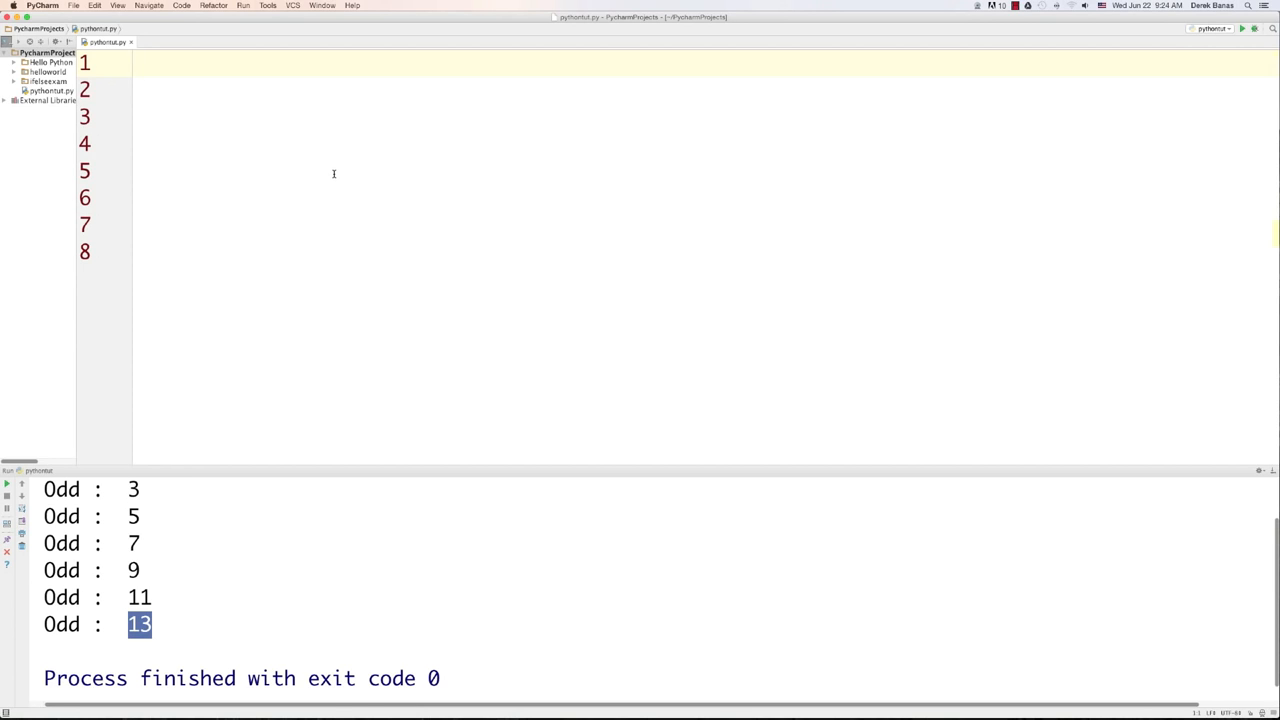 PyCharm File Edit View Navigate Code Refactor Run Tools VCS Window Help 10 Wed Jun 22 9:24 AM Derek Banas
pythontut.py - PycharmProjects - [~/PycharmProjects]
PycharmProjects pythontut.py pythontut
pythontut.py
PycharmProject
Hello Python
helloworld
ifelseexam
pythontut.py
External Librarie
1
2
3
4
5
6
7
8
Run pythontut
Odd : 3
Odd : 5
Odd : 7
Odd : 9
Odd : 11
Odd : 13
Process finished with exit code 0
1:1 LF÷ UTF-8÷